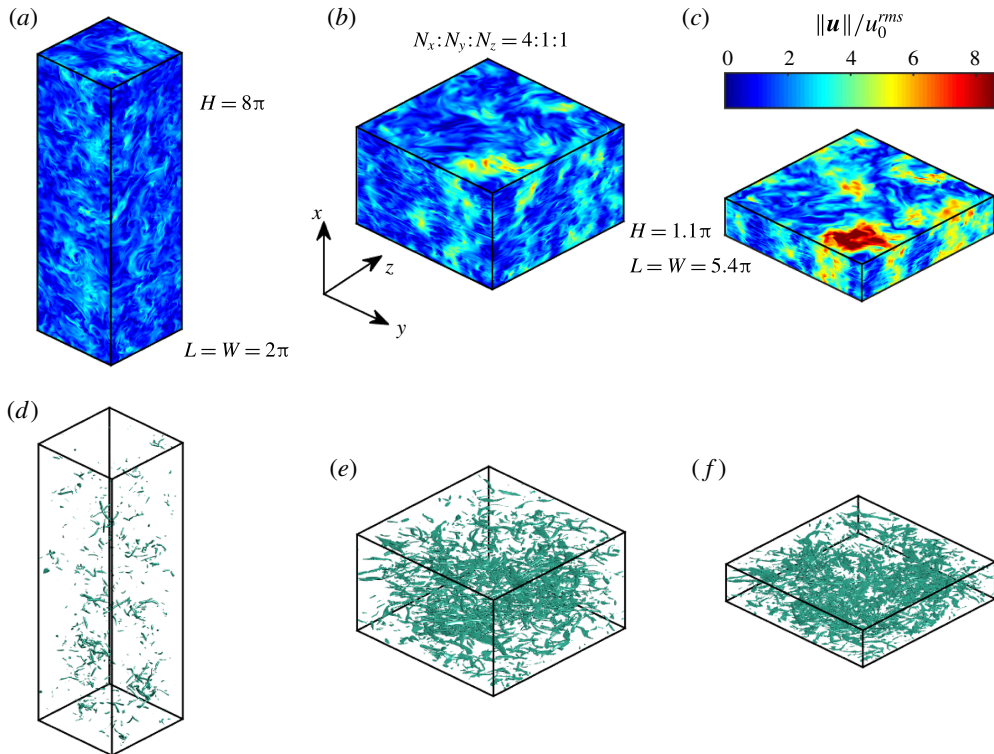 (a)
(b)
(c)
N_x : N_y : N_z = 4:1:1
‖u‖/u_0^{rms}
0 2 4 6 8
H = 8π
x
z
y
H = 1.1π
L = W = 5.4π
L = W = 2π
(d)
(e)
(f)